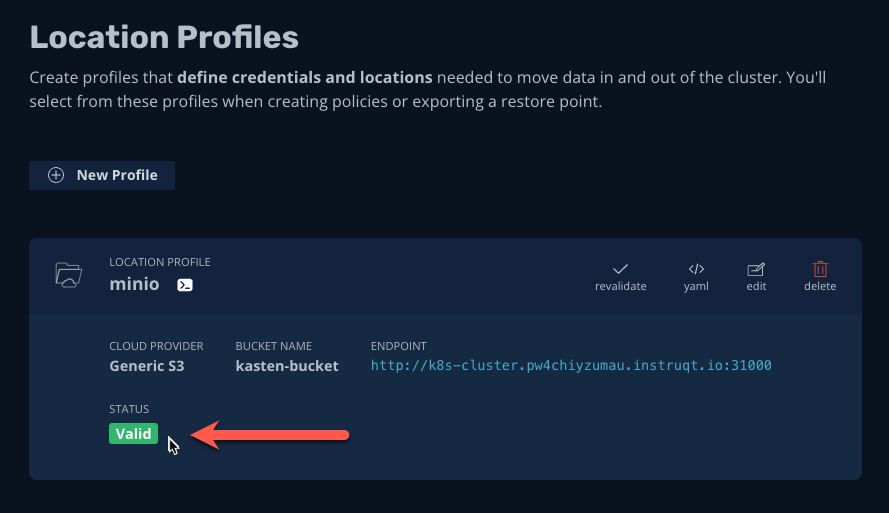 Location Profiles
Create profiles that define credentials and locations needed to move data in and out of the cluster. You'll
select from these profiles when creating policies or exporting a restore point.
New Profile
LOCATION PROFILE
minio
revalidate yaml edit delete
CLOUD PROVIDER BUCKET NAME ENDPOINT
Generic S3 kasten-bucket http://k8s-cluster.pw4chiyzumau.instruqt.io:31000
STATUS
Valid